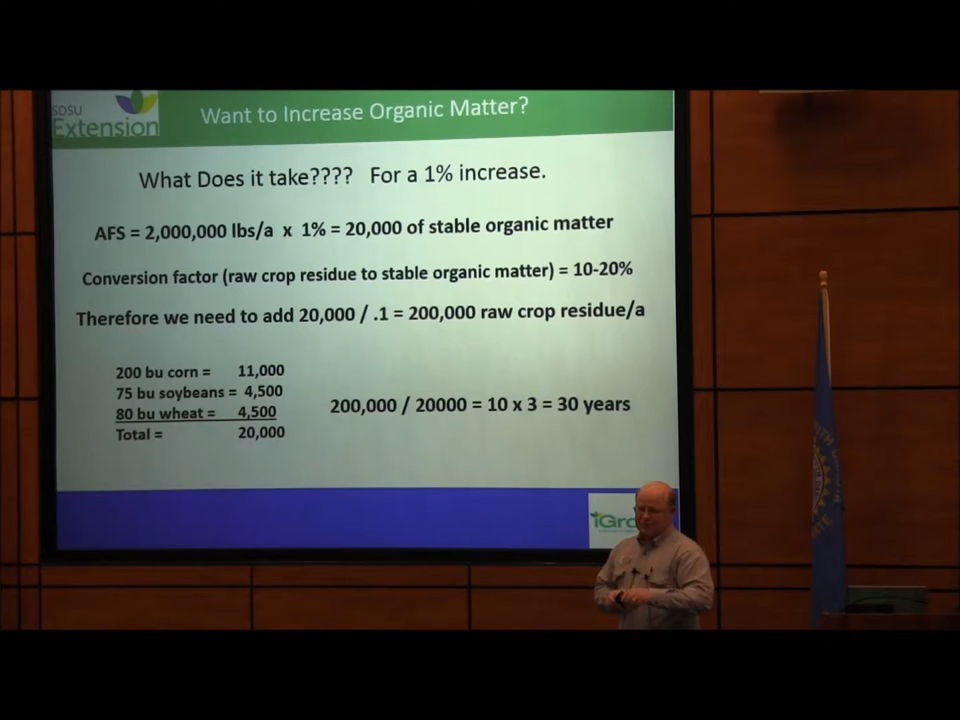 SDSU
Extension
Want to Increase Organic Matter?
What Does it take???? For a 1% increase.
AFS = 2,000,000 lbs/a x 1% = 20,000 of stable organic matter
Conversion factor (raw crop residue to stable organic matter) = 10-20%
Therefore we need to add 20,000 / .1 = 200,000 raw crop residue/a
200 bu corn = 11,000
75 bu soybeans = 4,500
80 bu wheat = 4,500
Total = 20,000
200,000 / 20000 = 10 x 3 = 30 years
iGro